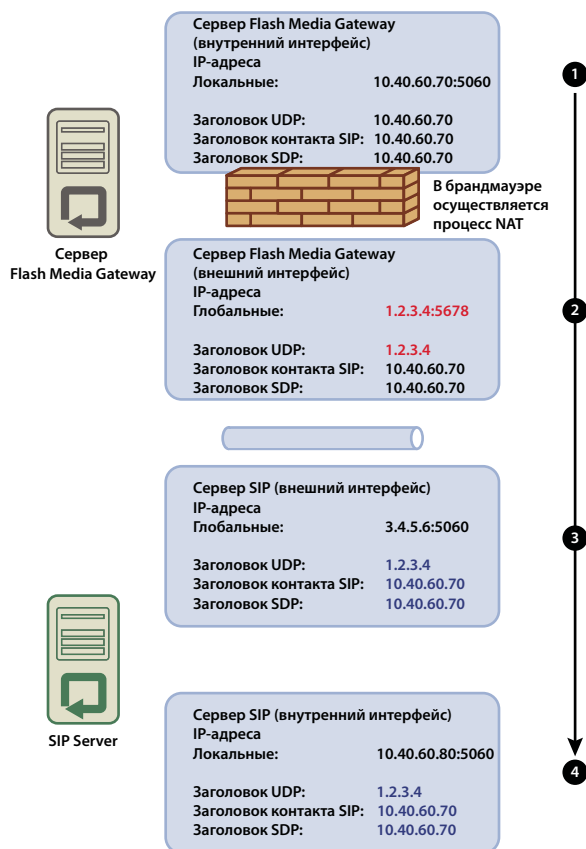 Сервер Flash Media Gateway
(внутренний интерфейс)
IP-адреса
Локальные: 10.40.60.70:5060
Заголовок UDP: 10.40.60.70
Заголовок контакта SIP: 10.40.60.70
Заголовок SDP: 10.40.60.70
1
В брандмауэре
осуществляется
процесс NAT
Сервер
Flash Media Gateway
Сервер Flash Media Gateway
(внешний интерфейс)
IP-адреса
Глобальные: 1.2.3.4:5678
Заголовок UDP: 1.2.3.4
Заголовок контакта SIP: 10.40.60.70
Заголовок SDP: 10.40.60.70
2
Сервер SIP (внешний интерфейс)
IP-адреса
Глобальные: 3.4.5.6:5060
Заголовок UDP: 1.2.3.4
Заголовок контакта SIP: 10.40.60.70
Заголовок SDP: 10.40.60.70
3
SIP Server
Сервер SIP (внутренний интерфейс)
IP-адреса
Локальные: 10.40.60.80:5060
Заголовок UDP: 1.2.3.4
Заголовок контакта SIP: 10.40.60.70
Заголовок SDP: 10.40.60.70
4